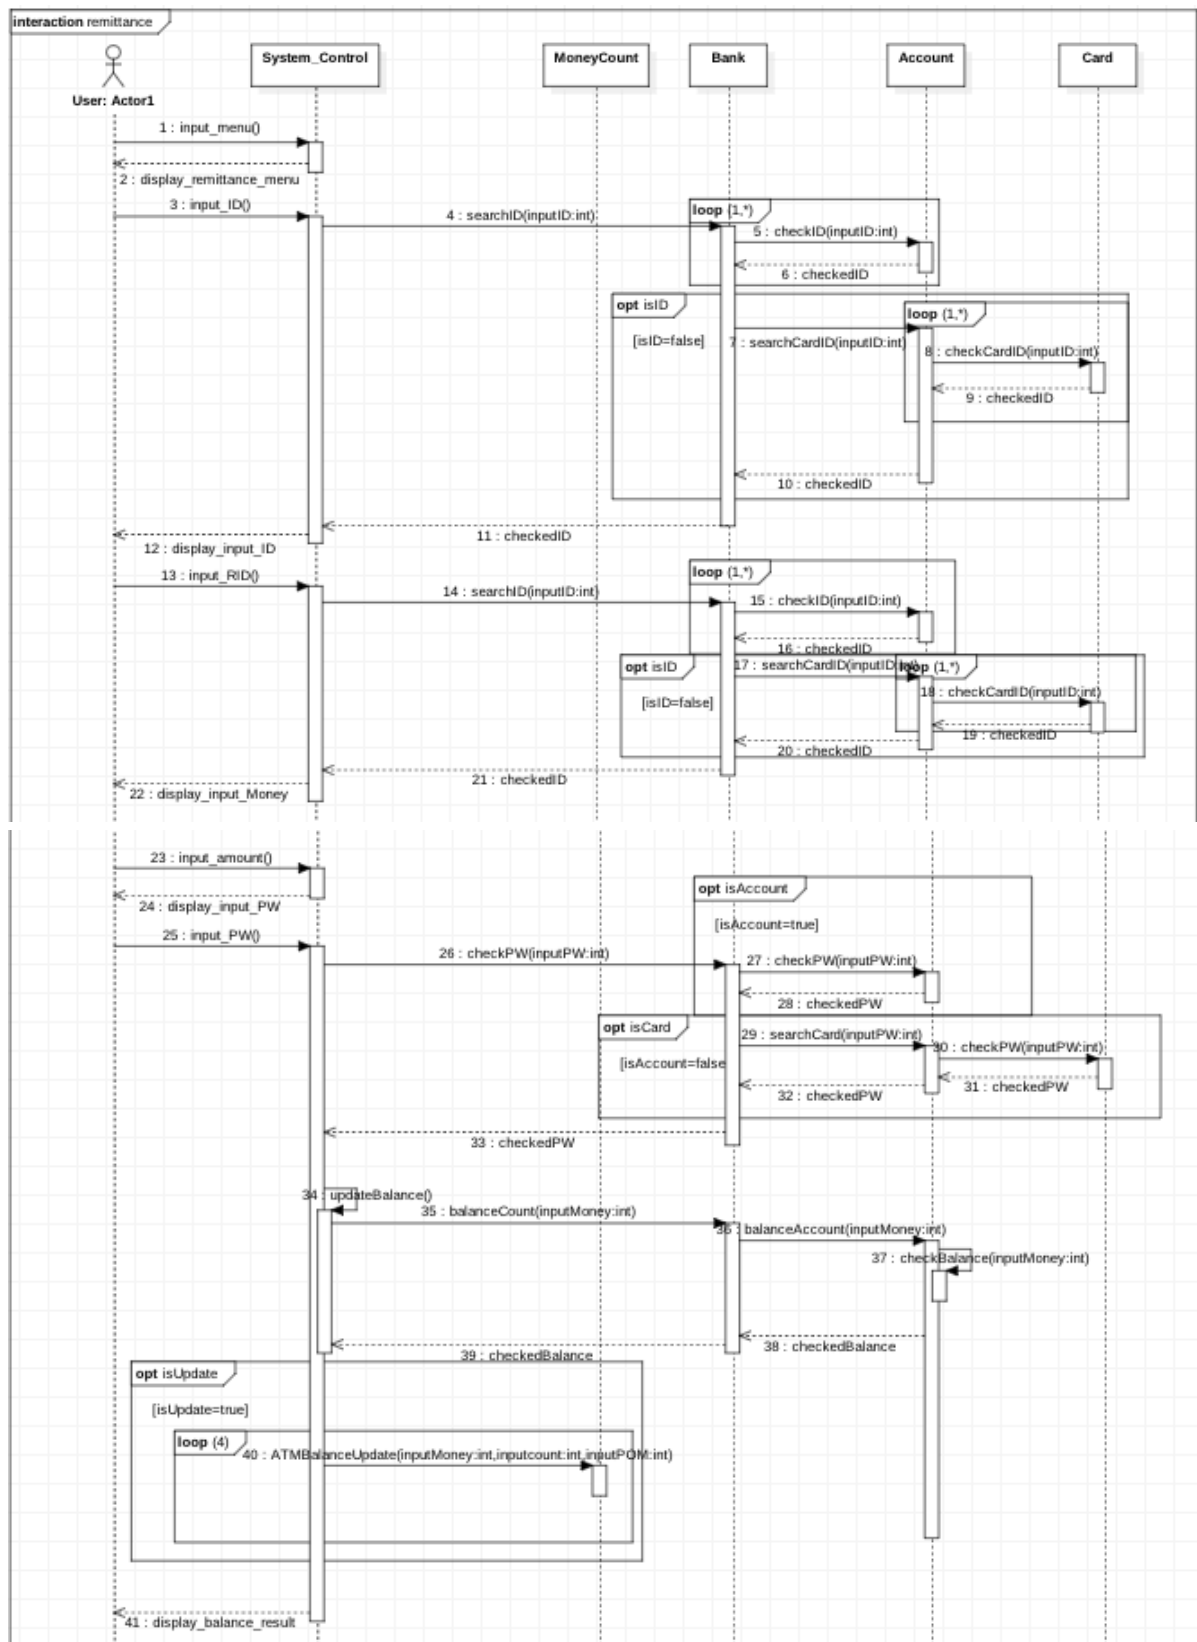 interaction remittance
System_Control
MoneyCount
Bank
Account
Card
User: Actor1
1 : input_menu()
2 : display_remittance_menu
3 : input_ID()
4 : searchID(inputID:int)
loop (1,*)
5 : checkID(inputID:int)
6 : checkedID
opt isID
[isID=false]
loop (1,*)
7 : searchCardID(inputID:int)
8 : checkCardID(inputID:int)
9 : checkedID
10 : checkedID
11 : checkedID
12 : display_input_ID
13 : input_RID()
14 : searchID(inputID:int)
loop (1,*)
15 : checkID(inputID:int)
16 : checkedID
opt isID
[isID=false]
17 : searchCardID(inputID:int)
loop (1,*)
18 : checkCardID(inputID:int)
19 : checkedID
20 : checkedID
21 : checkedID
22 : display_input_Money
23 : input_amount()
24 : display_input_PW
opt isAccount
[isAccount=true]
25 : input_PW()
26 : checkPW(inputPW:int)
27 : checkPW(inputPW:int)
28 : checkedPW
opt isCard
[isAccount=false
29 : searchCard(inputPW:int)
30 : checkPW(inputPW:int)
31 : checkedPW
32 : checkedPW
33 : checkedPW
34 : updateBalance()
35 : balanceCount(inputMoney:int)
36 : balanceAccount(inputMoney:int)
37 : checkBalance(inputMoney:int)
38 : checkedBalance
39 : checkedBalance
opt isUpdate
[isUpdate=true]
loop (4)
40 : ATMBalanceUpdate(inputMoney:int,inputcount:int,inputPOM:int)
41 : display_balance_result